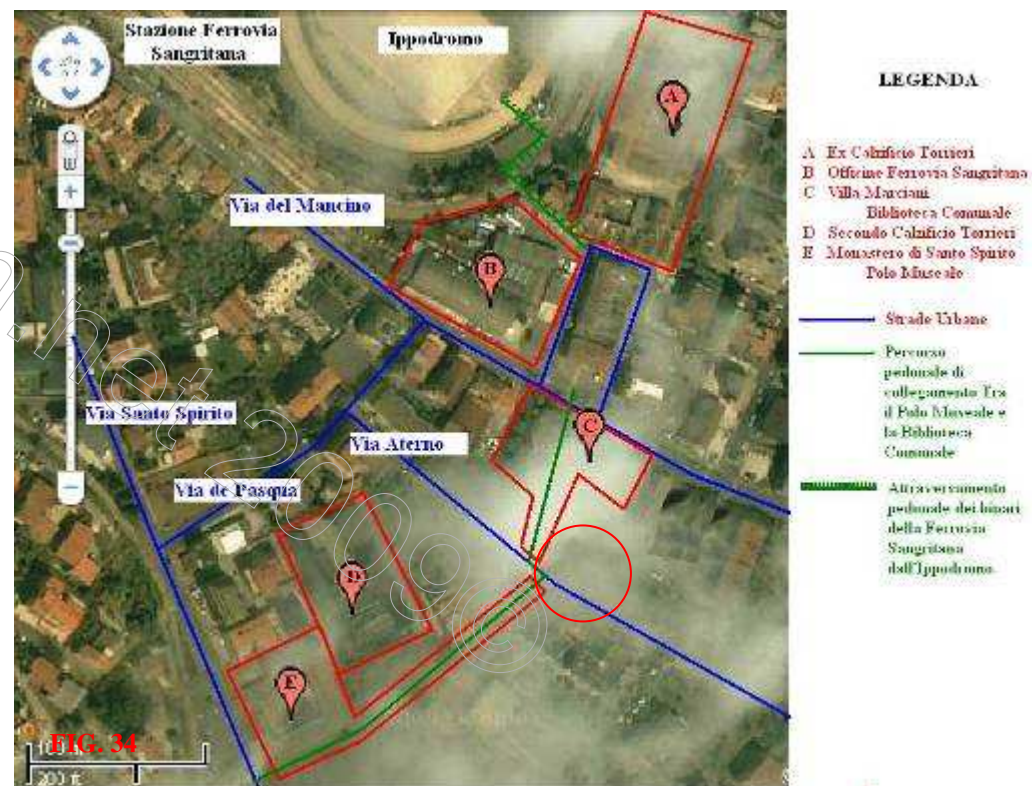 Stazione Ferrovia
Sangritana
Ippodromo
Via del Mancino
Via Santo Spirito
Via Aterno
Via de Pasqua
A
B
C
D
E
FIG. 34
200 ft
LEGENDA
A Ex Calzificio Torrieri
B Officine Ferrovia Sangritana
C Villa Marciani
Biblioteca Comunale
D Secondo Calzificio Torrieri
E Monastero di Santo Spirito
Polo Museale
Strade Urbane
Percorso
pedonale di
collegamento Tra
il Polo Museale e
la Biblioteca
Comunale
Attraversamento
pedonale dei binari
della Ferrovia
Sangritana
dall'Ippodromo